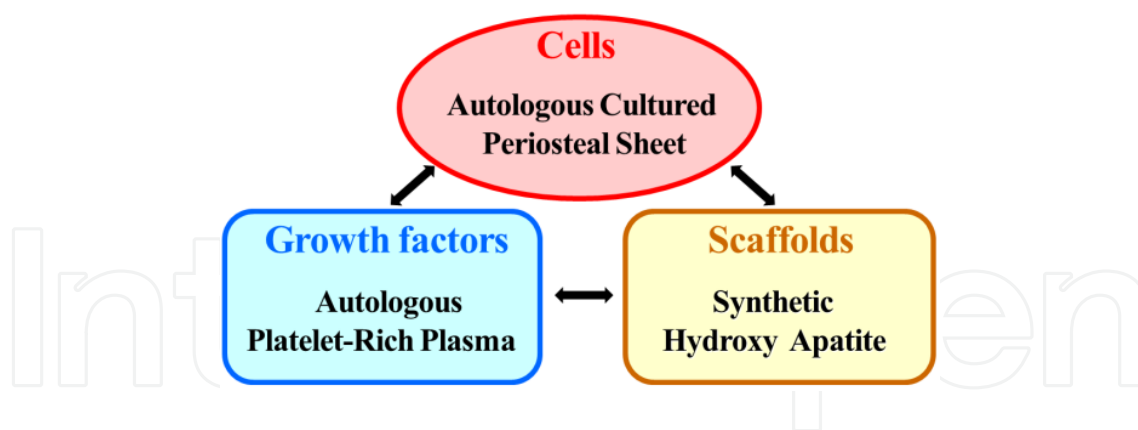 Cells
Autologous Cultured
Periosteal Sheet
Growth factors
Autologous
Platelet-Rich Plasma
Scaffolds
Synthetic
Hydroxy Apatite